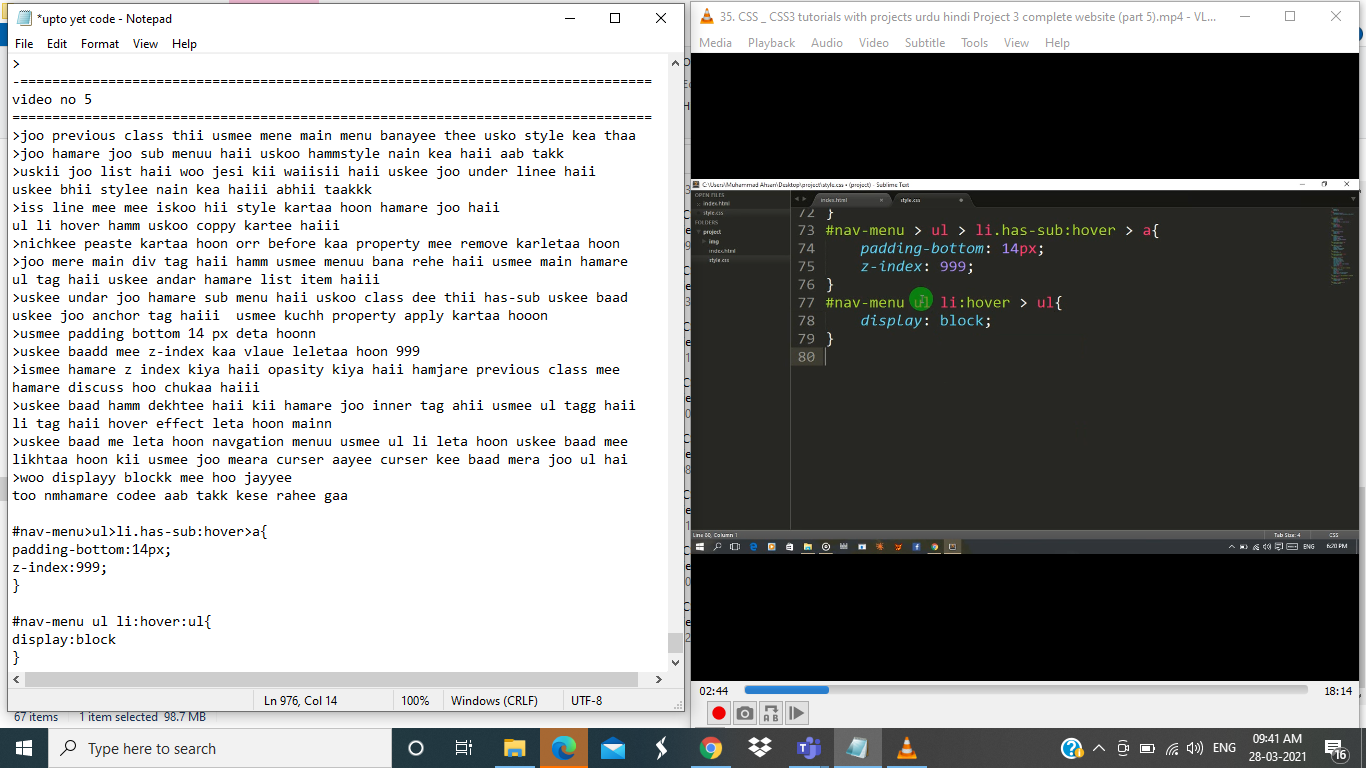 *upto yet code - Notepad
File Edit Format View Help
>
-===============================================================================
video no 5
================================================================================
>joo previous class thii usmee mene main menu banayee thee usko style kea thaa
>joo hamare joo sub menuu haii uskoo hammstyle nain kea haii aab takk
>uskii joo list haii woo jesi kii waiisii haii uskee joo under linee haii
uskee bhii stylee nain kea haiii abhii taakkk
>iss line mee mee iskoo hii style kartaa hoon hamare joo haii
ul li hover hamm uskoo coppy kartee haiii
>nichkee peaste kartaa hoon orr before kaa property mee remove karletaa hoon
>joo mere main div tag haii hamm usmee menuu bana rehe haii usme main hamare
ul tag haii uskee andar hamare list item haiii
>uskee undar joo hamare sub menu haii uskoo class dee thii has-sub uskee baad
uskee joo anchor tag haiii  usmee kuchh property apply kartaa hooon
>usmee padding bottom 14 px deta hoonn
>uskee baadd mee z-index kaa vlaue leletaa hoon 999
>ismee hamare z index kiya haii opasity kiya haii hamjare previous class mee
hamare discuss hoo chukaa haiii
>uskee baad hamm dekhtee haii kii hamare joo inner tag ahii usmee ul tagg haii
li tag haii hover effect leta hoon mainn
>uskee baad me leta hoon navgation menuu usmee ul li leta hoon uskee baad mee
likhtaa hoon kii usmee joo meara curser aayee curser kee baad mera joo ul hai
>woo displayy blockk mee hoo jayyee
too nmhamare codee aab takk kese rahee gaa
#nav-menu>ul>li.has-sub:hover>a{
padding-bottom:14px;
z-index:999;
}
#nav-menu ul li:hover:ul{
display:block
}
Ln 976, Col 14 100% Windows (CRLF) UTF-8
67 items 1 item selected 98.7 MB
35. CSS _ CSS3 tutorials with projects urdu hindi Project 3 complete website (part 5).mp4 - VL...
Media Playback Audio Video Subtitle Tools View Help
C:\Users\Muhammad Ahsan\Desktop\project\style.css • (project) - Sublime Text
OPEN FILES
index.html
style.css
FOLDERS
project
img
index.html
style.css
index.html style.css
72 }
73 #nav-menu > ul > li.has-sub:hover > a{
74 padding-bottom: 14px;
75 z-index: 999;
76 }
77 #nav-menu ul li:hover > ul{
78 display: block;
79 }
80
Line 80, Column 1 Tab Size: 4 CSS
ENG 6:20 PM
02:44 18:14
Type here to search
ENG
09:41 AM
28-03-2021
16